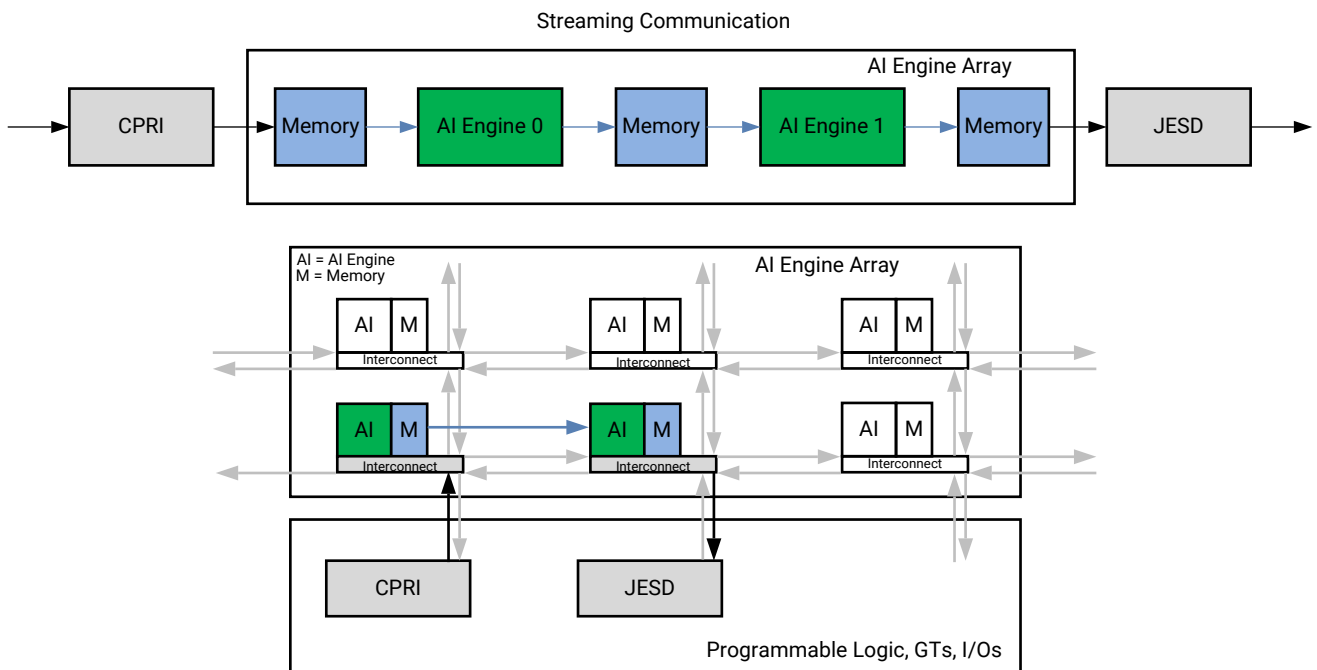 Streaming Communication
AI Engine Array
CPRI
Memory
AI Engine 0
Memory
AI Engine 1
Memory
JESD
AI = AI Engine
M = Memory
AI Engine Array
AI M
AI M
AI M
Interconnect
Interconnect
Interconnect
AI M
AI M
AI M
Interconnect
Interconnect
Interconnect
CPRI
JESD
Programmable Logic, GTs, I/Os